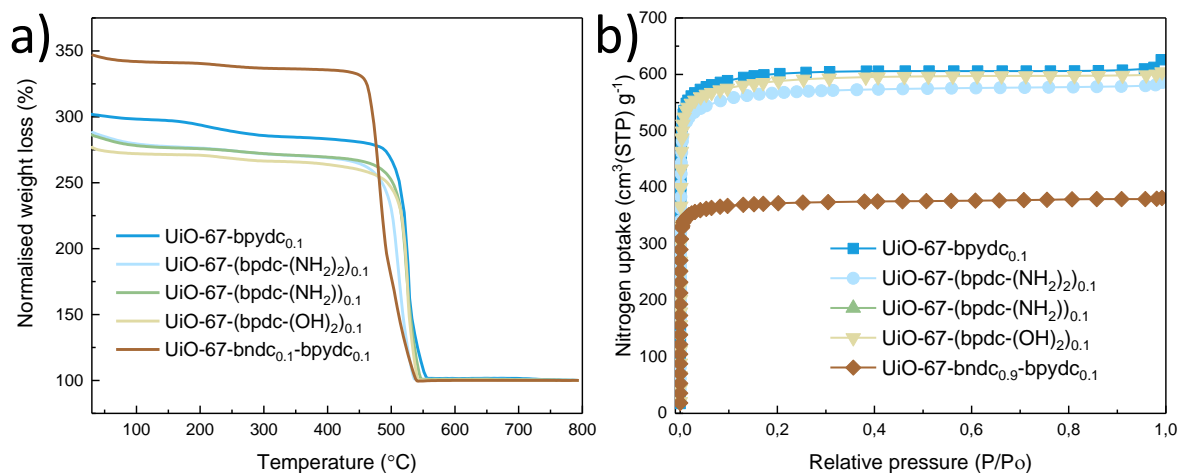 a)
Normalised weight loss (%)
350
300
250
200
150
100
UiO-67-bpydc0.1
UiO-67-(bpdc-(NH2)2)0.1
UiO-67-(bpdc-(NH2))0.1
UiO-67-(bpdc-(OH)2)0.1
UiO-67-bndc0.1-bpydc0.1
100 200 300 400 500 600 700 800
Temperature (°C)
b)
Nitrogen uptake (cm3(STP) g)-1
700
600
500
400
300
200
100
0
UiO-67-bpydc0.1
UiO-67-(bpdc-(NH2)2)0.1
UiO-67-(bpdc-(NH2))0.1
UiO-67-(bpdc-(OH)2)0.1
UiO-67-bndc0.9-bpydc0.1
0,0 0,2 0,4 0,6 0,8 1,0
Relative pressure (P/Po)